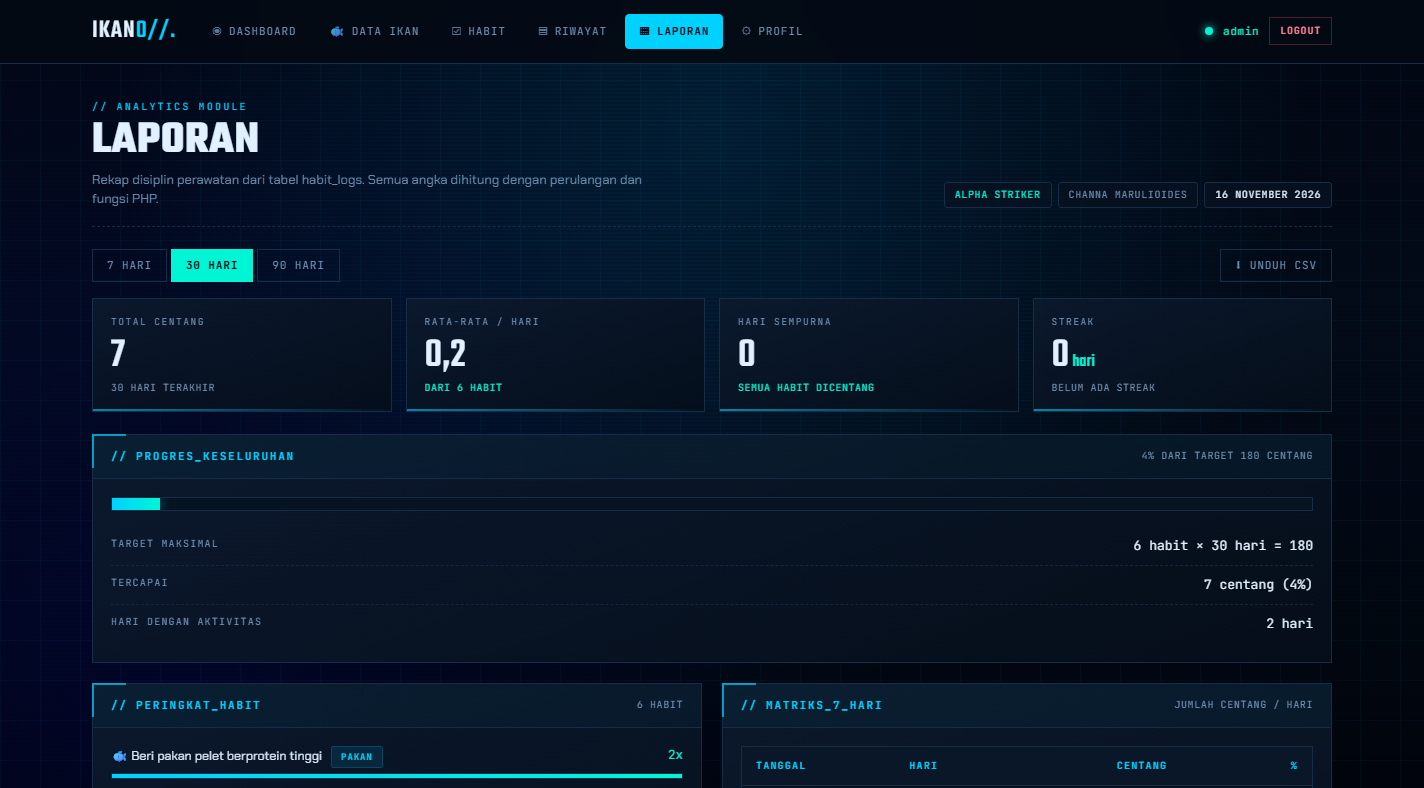 IKANO//.
DASHBOARD
DATA IKAN
HABIT
RIWAYAT
LAPORAN
PROFIL
admin
LOGOUT
// ANALYTICS MODULE
LAPORAN
Rekap disiplin perawatan dari tabel habit_logs. Semua angka dihitung dengan perulangan dan
fungsi PHP.
ALPHA STRIKER
CHANNA MARULIOIDES
16 NOVEMBER 2026
7 HARI
30 HARI
90 HARI
⬇ UNDUH CSV
TOTAL CENTANG
7
30 HARI TERAKHIR
RATA-RATA / HARI
0,2
DARI 6 HABIT
HARI SEMPURNA
0
SEMUA HABIT DICENTANG
STREAK
0 hari
BELUM ADA STREAK
// PROGRES_KESELURUHAN
4% DARI TARGET 180 CENTANG
TARGET MAKSIMAL
6 habit × 30 hari = 180
TERCAPAI
7 centang (4%)
HARI DENGAN AKTIVITAS
2 hari
// PERINGKAT_HABIT
6 HABIT
Beri pakan pelet berprotein tinggi
PAKAN
2x
// MATRIKS_7_HARI
JUMLAH CENTANG / HARI
TANGGAL HARI CENTANG %